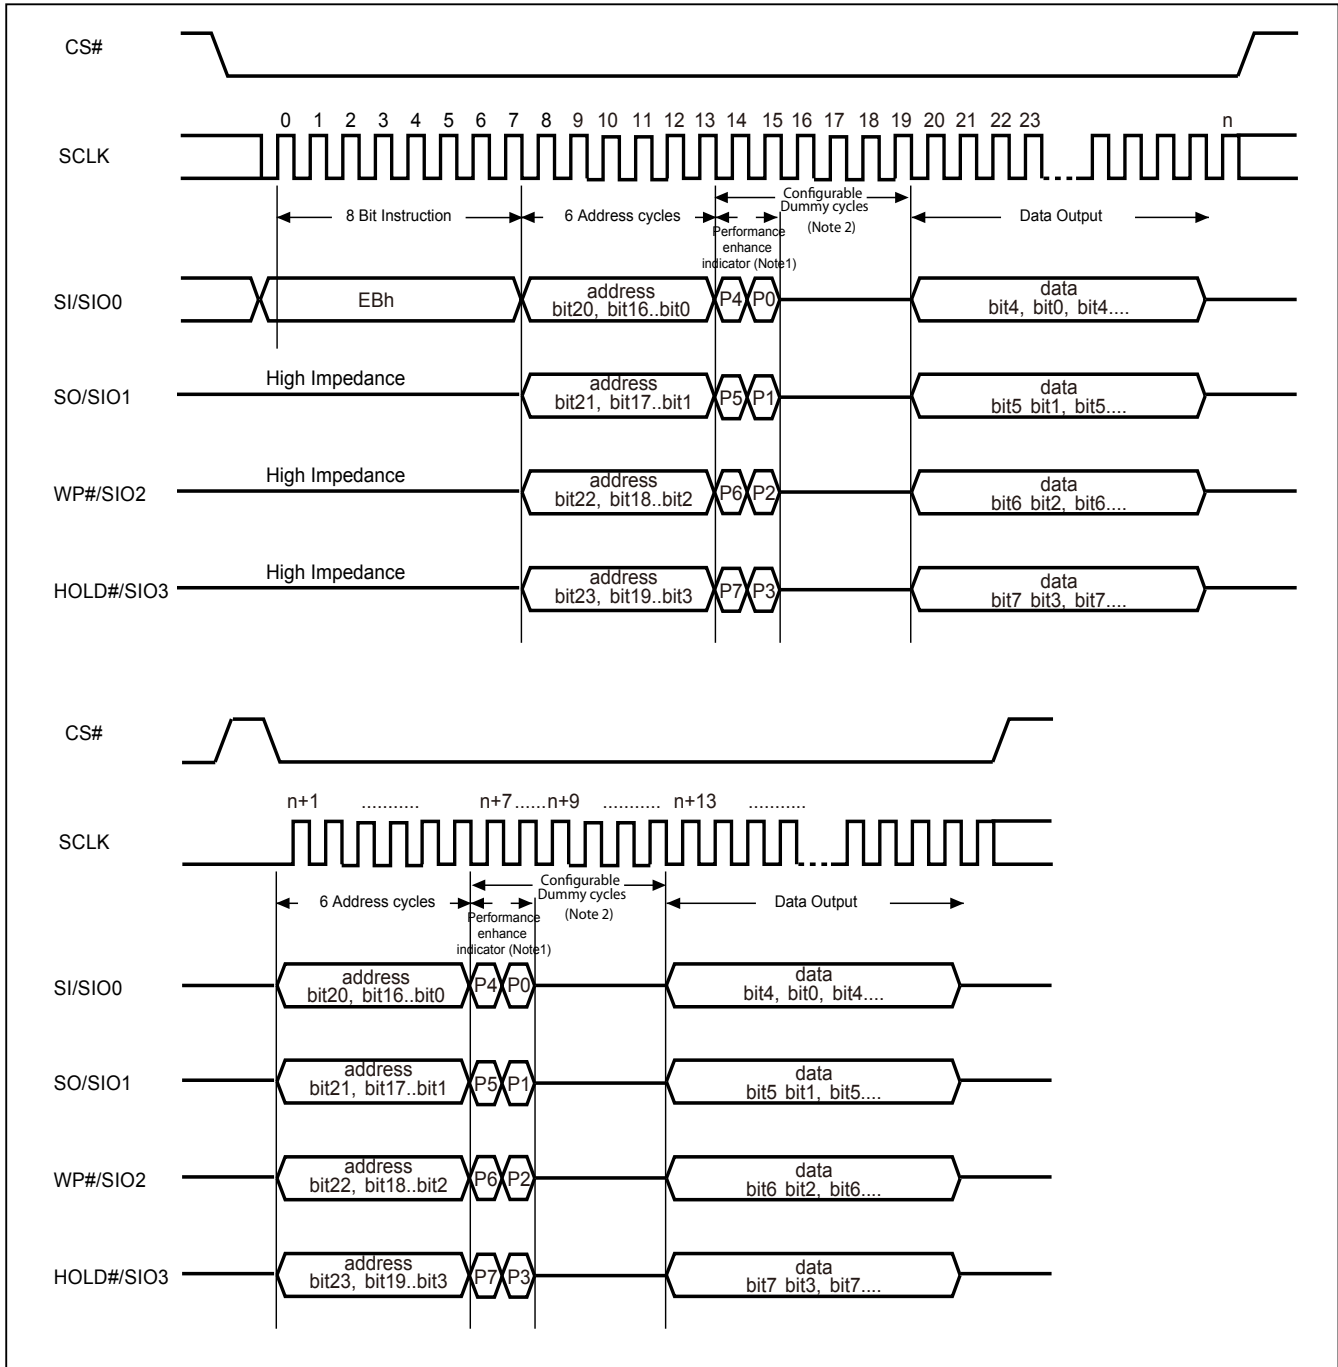 CS#
0 1 2 3 4 5 6 7 8 9 10 11 12 13 14 15 16 17 18 19 20 21 22 23 n
SCLK
8 Bit Instruction
6 Address cycles
Configurable
Dummy cycles
(Note 2)
Data Output
Performance
enhance
indicator (Note1)
SI/SIO0
EBh
address
bit20, bit16..bit0
P4 P0
data
bit4, bit0, bit4....
SO/SIO1
High Impedance
address
bit21, bit17..bit1
P5 P1
data
bit5 bit1, bit5....
WP#/SIO2
High Impedance
address
bit22, bit18..bit2
P6 P2
data
bit6 bit2, bit6....
HOLD#/SIO3
High Impedance
address
bit23, bit19..bit3
P7 P3
data
bit7 bit3, bit7....
CS#
n+1 ........... n+7 ......n+9 ........... n+13 ...........
SCLK
6 Address cycles
Configurable
Dummy cycles
(Note 2)
Data Output
Performance
enhance
indicator (Note1)
SI/SIO0
address
bit20, bit16..bit0
P4 P0
data
bit4, bit0, bit4....
SO/SIO1
address
bit21, bit17..bit1
P5 P1
data
bit5 bit1, bit5....
WP#/SIO2
address
bit22, bit18..bit2
P6 P2
data
bit6 bit2, bit6....
HOLD#/SIO3
address
bit23, bit19..bit3
P7 P3
data
bit7 bit3, bit7....